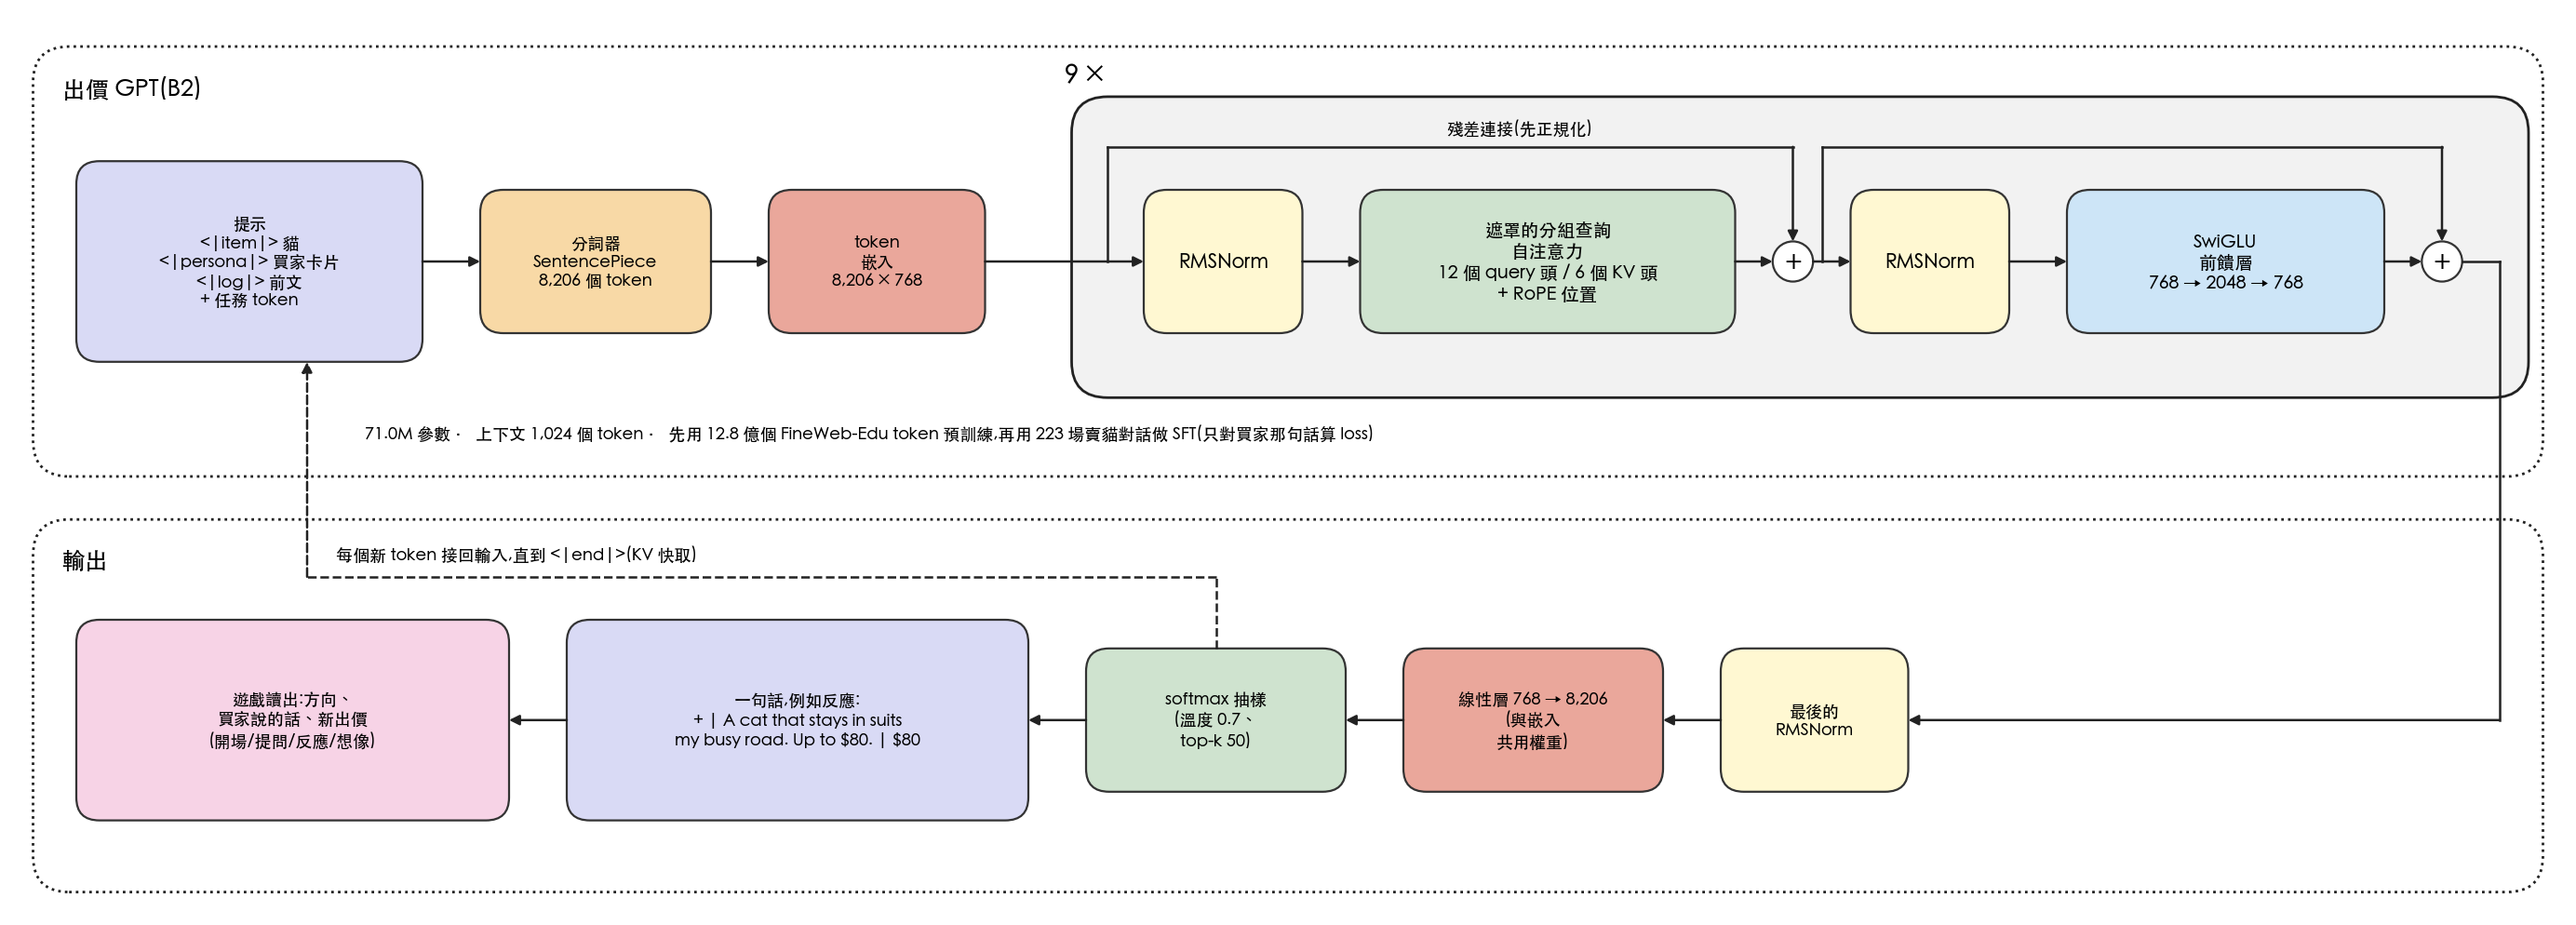 出價 GPT(B2)
9 ×
殘差連接(先正規化)
提示
<|item|> 貓
<|persona|> 買家卡片
<|log|> 前文
+ 任務 token
分詞器
SentencePiece
8,206 個 token
token
嵌入
8,206×768
RMSNorm
遮罩的分組查詢
自注意力
12 個 query 頭 / 6 個 KV 頭
+ RoPE 位置
+
RMSNorm
SwiGLU
前饋層
768 → 2048 → 768
+
71.0M 參數 · 上下文 1,024 個 token · 先用 12.8 億個 FineWeb-Edu token 預訓練,再用 223 場賣貓對話做 SFT(只對買家那句話算 loss)
輸出
每個新 token 接回輸入,直到 <|end|>(KV 快取)
遊戲讀出:方向、
買家說的話、新出價
(開場/提問/反應/想像)
一句話,例如反應:
+ | A cat that stays in suits
my busy road. Up to $80. | $80
softmax 抽樣
(溫度 0.7、
top-k 50)
線性層 768 → 8,206
(與嵌入
共用權重)
最後的
RMSNorm